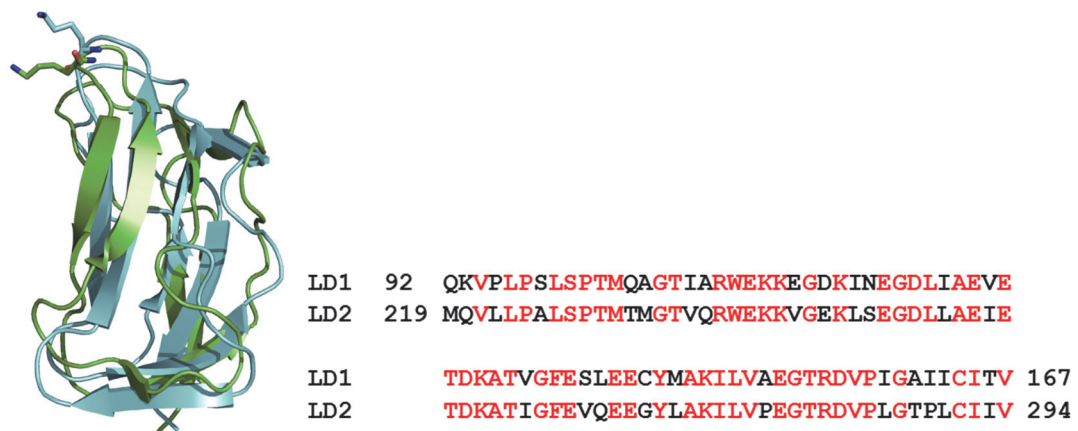 LD1 92 QKVPLPSLSPTMQAGTIARWEKKEGDKINEGDLIAEVE
LD2 219 MQVLLPALSPTMTMGTVQRWEKKVGEKLSEGDLLAEIE
LD1 TDKATVGFESLEECYMAKILVAEGTRDVPIGAIICITV 167
LD2 TDKATIGFEVQEEGYLAKILVPEGTRDVPLGTPLCIIV 294